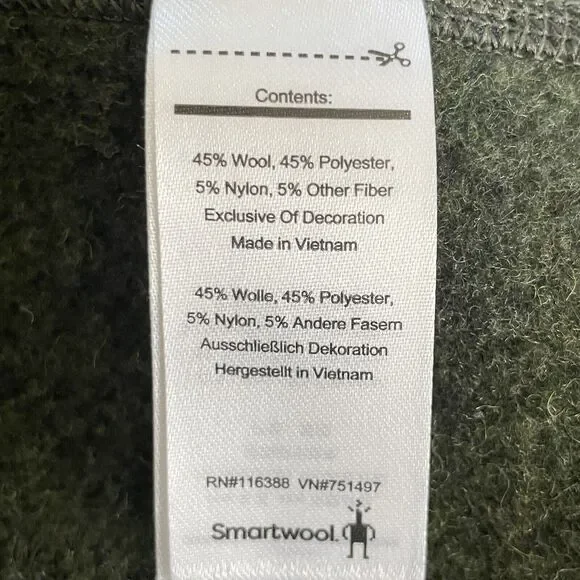 Contents:
45% Wool, 45% Polyester,
5% Nylon, 5% Other Fiber
Exclusive Of Decoration
Made in Vietnam
45% Wolle, 45% Polyester,
5% Nylon, 5% Andere Fasern
Ausschließlich Dekoration
Hergestellt in Vietnam
RN#116388 VN#751497
Smartwool